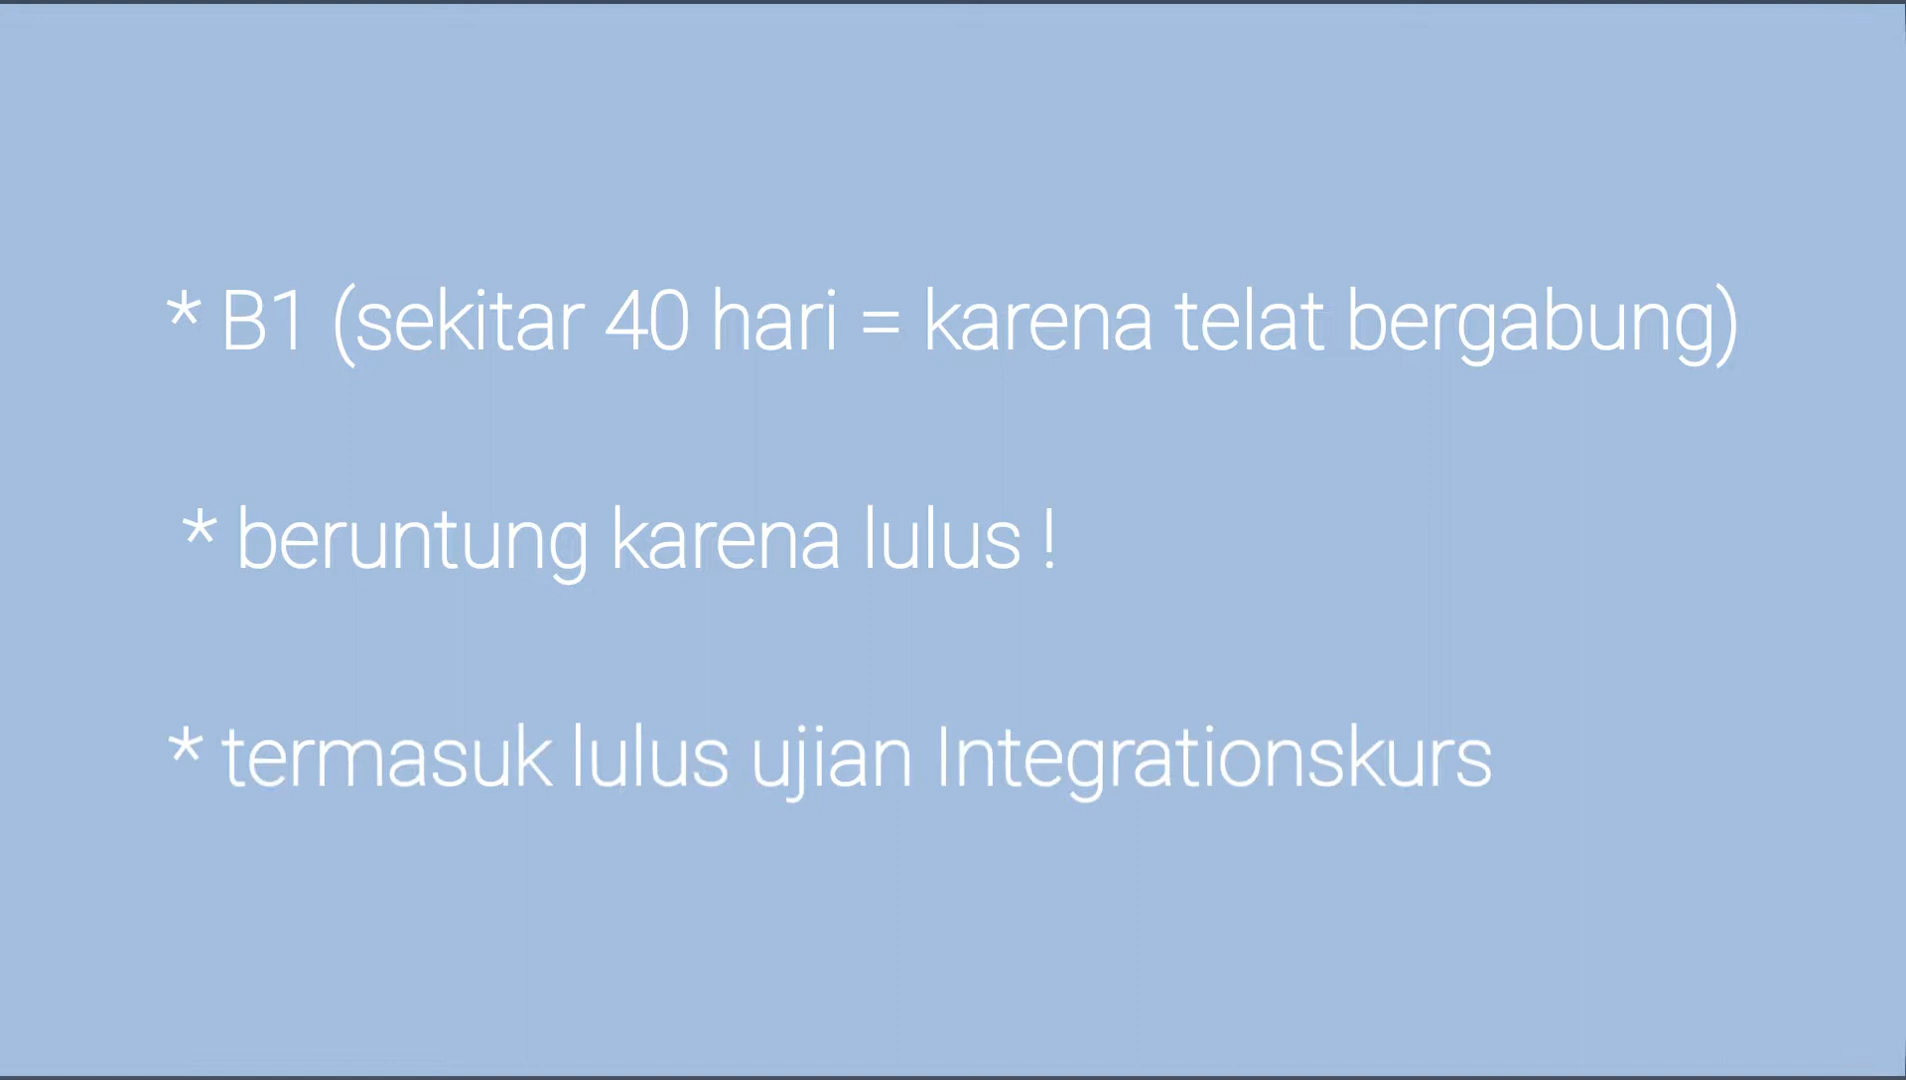 * B1 (sekitar 40 hari = karena telat bergabung)
* beruntung karena lulus !
* termasuk lulus ujian Integrationskurs